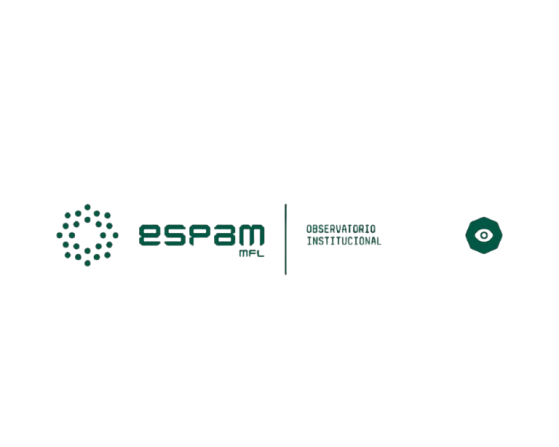 espam
MFL
OBSERVATORIO
INSTITUCIONAL